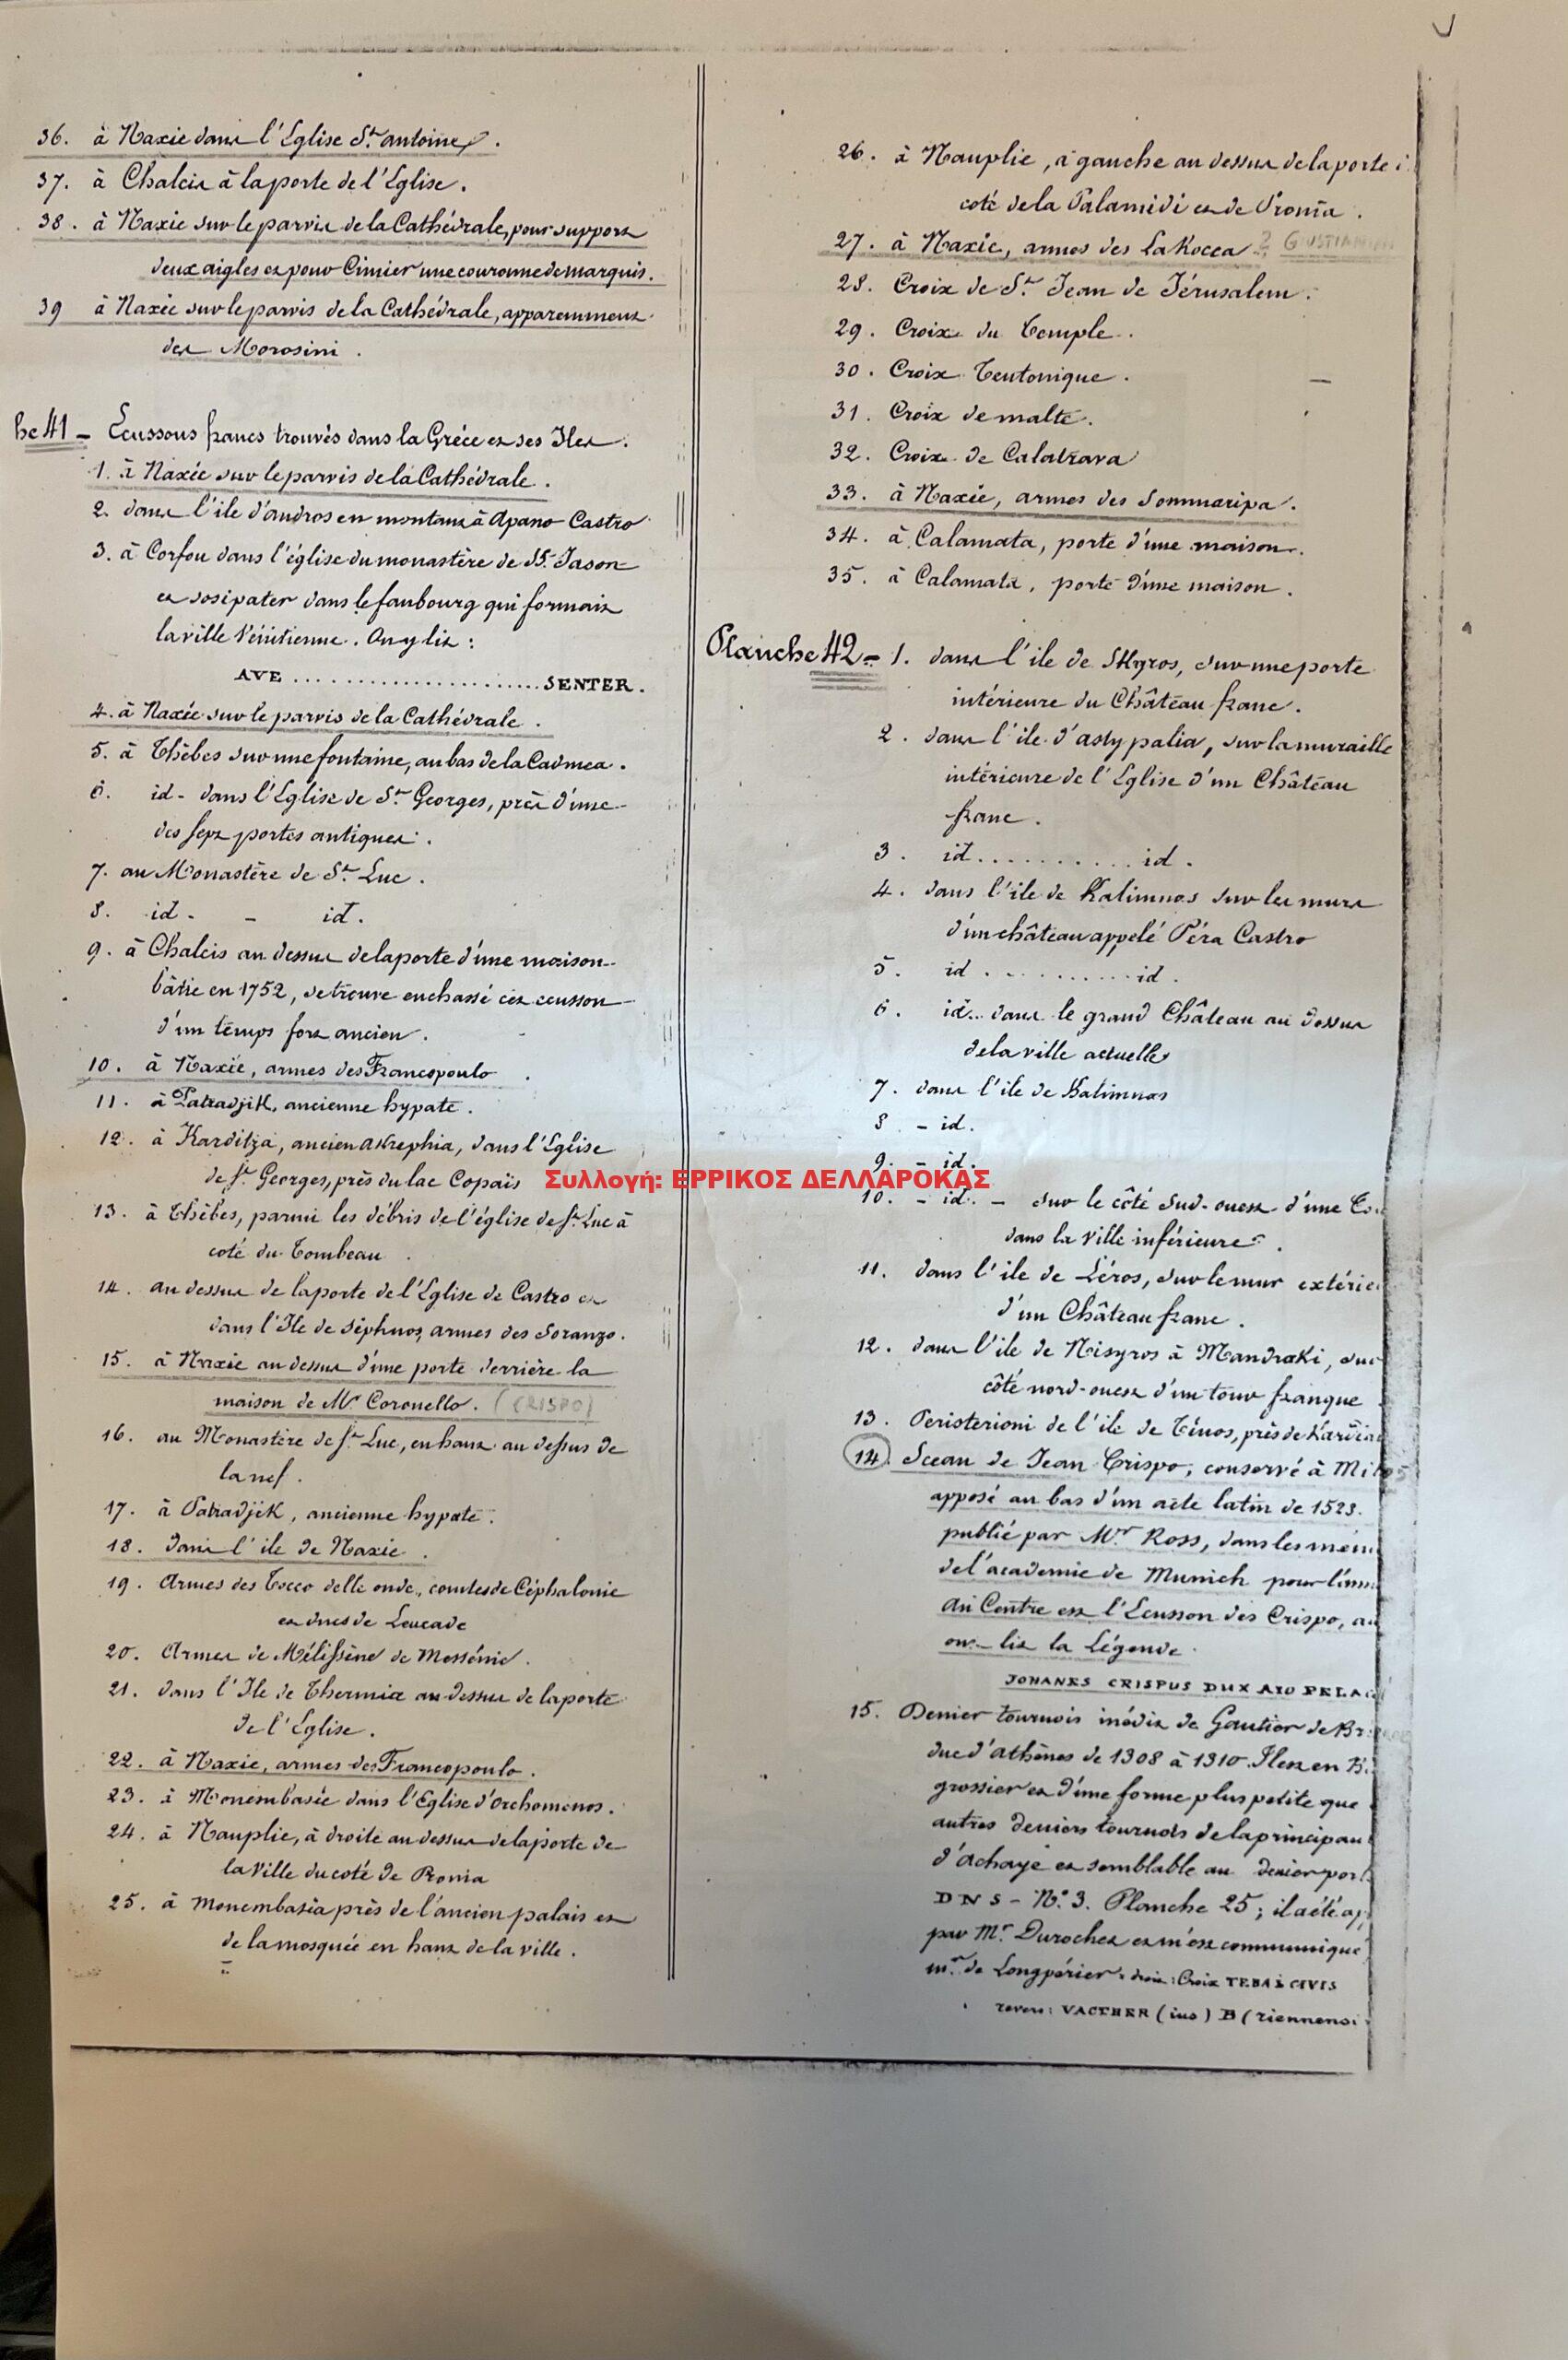 36. à Naxie dans l'Eglise St. antoine.
37. à Chalcis à la porte de l'Eglise.
38. à Naxie sur le parvis de la Cathédrale, pour support
deux aigles et pour Cimier une couronne de marquis.
39 à Naxie sur le parvis de la Cathédrale, apparemment
des Morosini.
he 41 - Ecussons francs trouvés dans la Grèce et ses Iles.
1. à Naxie sur le parvis de la Cathédrale.
2. dans l'ile d'andros en montant à Apano Castro
3. à Corfou dans l'église du monastère de SS. Jason
et sosipater dans le faubourg qui formait
la ville Vénitienne. On y lit:
AVE ...................... SENTER.
4. à Naxie sur le parvis de la Cathédrale.
5. à Thèbes sur une fontaine, au bas de la Cadmea.
6. id - dans l'Eglise de St. Georges, près d'une
des sept portes antiques.
7. au Monastère de St. Luc.
8. id - - id.
9. à Chalcis au dessus de la porte d'une maison
bâtie en 1752, se trouve enchassé cet ecusson
d'un temps fort ancien.
10. à Naxie, armes des Francopoulo.
11. à Patradjik, ancienne hypate.
12. à Karditza, ancien akrephia, dans l'Eglise
de St. Georges, près du lac Copaïs
13. à Thèbes, parmi les débris de l'église de St. Luc à
coté du Tombeau.
14. au dessus de la porte de l'Eglise de Castro et
dans l'Ile de Siphnos, armes des Soranzo.
15. à Naxie au dessus d'une porte derrière la
maison de Mr. Coronello. (CRISPO)
16. au Monastère de St. Luc, en haut au dessus de
la nef.
17. à Patradjik, ancienne hypate.
18. dans l'ile de Naxie.
19. Armes des Tocco delle onde, comtes de Céphalonie
et ducs de Leucade
20. Armes de Mélissène de Messénie.
21. dans l'Ile de Thermia au dessus de la porte
de l'Eglise.
22. à Naxie, armes des Francopoulo.
23. à Monembasie dans l'Eglise d'orchomenos.
24. à Nauplie, à droite au dessus de la porte de
la ville du coté de Pronia
25. à Monembasia près de l'ancien palais et
de la mosquée en haut de la ville.
26. à Nauplie, à gauche au dessus de la porte
coté de la Palamidi et de Pronia.
27. à Naxie, armes des La Rocca ? GIUSTINIANI
28. Croix de St. Jean de Jérusalem.
29. Croix du Temple.
30. Croix Teutonique.
31. Croix de malte.
32. Croix de Calatrava
33. à Naxie, armes des Sommaripa.
34. à Calamata, porte d'une maison.
35. à Calamata, porte d'une maison.
Planche 42 - 1. dans l'ile de Skyros, sur une porte
intérieure du Château franc.
2. dans l'ile d'astypalia, sur la muraille
intérieure de l'Eglise d'un Château
franc.
3. id........... id.
4. dans l'ile de Kalimnos sur les murs
d'un château appelé Péra Castro
5. id........... id.
6. id.. dans le grand Château au dessus
de la ville actuelle
7. dans l'ile de Kalimnos
8 - id.
9. - id.
Συλλογή: ΕΡΡΙΚΟΣ ΔΕΛΛΑΡΟΚΑΣ
10. - id. - sur le côté sud-ouest d'une
dans la ville inférieure.
11. dans l'ile de Léros, sur le mur extérie
d'un Château franc.
12. dans l'ile de Nisyros à Mandraki, sur
côté nord-ouest d'un tour franque
13. Peristerioni de l'ile de Tinos, près de
14. Sceau de Jean Crispo, conservé à Milos
apposé au bas d'un acte latin de 1523.
publié par Mr. Ross, dans les mém
de l'academie de Munich pour l'ann
Au Centre est l'Ecusson des Crispo, au
on lit la Légende.
JOHANES CRISPUS DUX
15. Denier tournois inédit de Gautier de Br
duc d'athènes de 1308 à 1310. Il est en
grossier et d'une forme plus petite que
autres deniers tournois de la principau
d'Achaye et semblable au denier port
DNS - No. 3. Planche 25; il a été
par Mr. Durochet et m'est communiqué
mr. de Longpérier. droit: Croix TEBAS CIVIS
revers: VACTHER (ius) B (riennensi